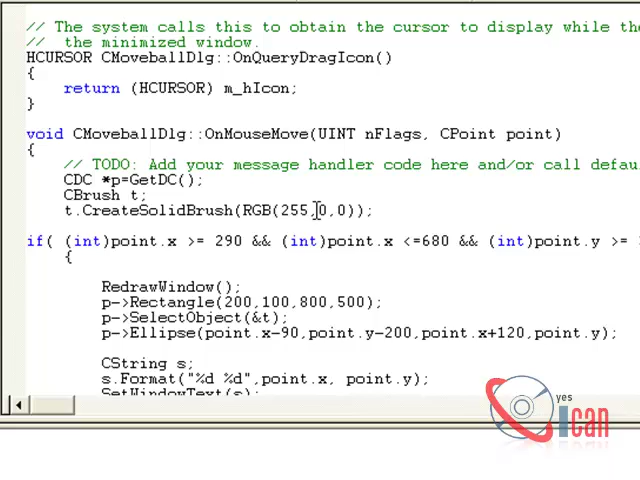 // The system calls this to obtain the cursor to display while the
//  the minimized window.
HCURSOR CMoveballDlg::OnQueryDragIcon()
{
return (HCURSOR) m_hIcon;
}
void CMoveballDlg::OnMouseMove(UINT nFlags, CPoint point)
{
// TODO: Add your message handler code here and/or call defau
CDC *p=GetDC();
CBrush t;
t.CreateSolidBrush(RGB(255,0,0));
if( (int)point.x >= 290 && (int)point.x <=680 && (int)point.y >=
{
RedrawWindow();
p->Rectangle(200,100,800,500);
p->SelectObject(&t);
p->Ellipse(point.x-90,point.y-200,point.x+120,point.y);
CString s;
s.Format("%d %d",point.x, point.y);
SetWindowText(s);
yes
Ican